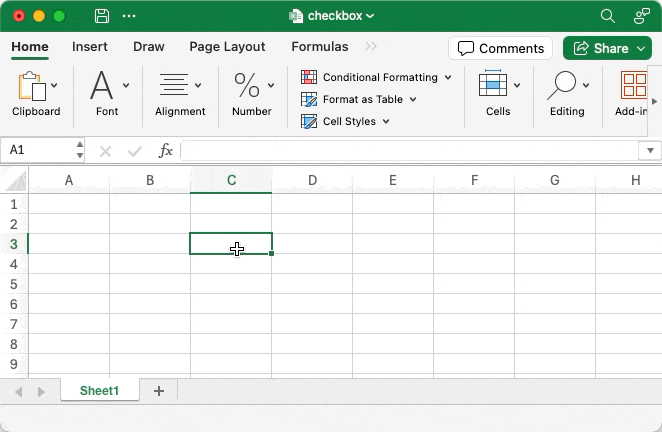 checkbox
Home Insert Draw Page Layout Formulas Comments Share
Clipboard Font Alignment % Number Conditional Formatting Format as Table Cell Styles Cells Editing Add-in
A1 fx
A B C D E F G H
1
2
3
4
5
6
7
8
9
Sheet1 +